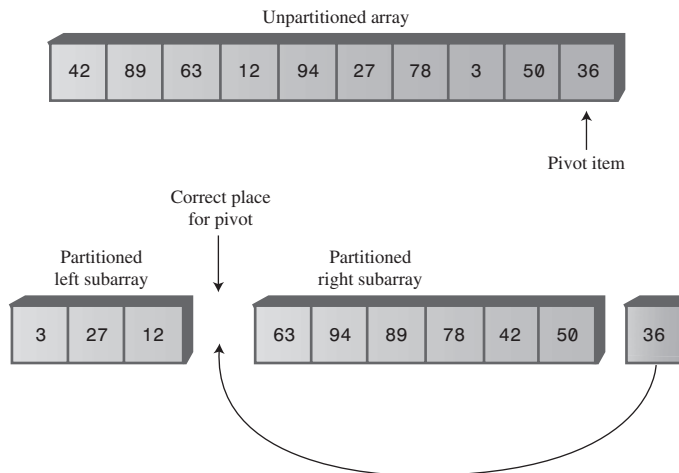 Unpartitioned array
42 89 63 12 94 27 78 3 50 36
Pivot item
Correct place
for pivot
Partitioned
left subarray
Partitioned
right subarray
3 27 12 63 94 89 78 42 50 36